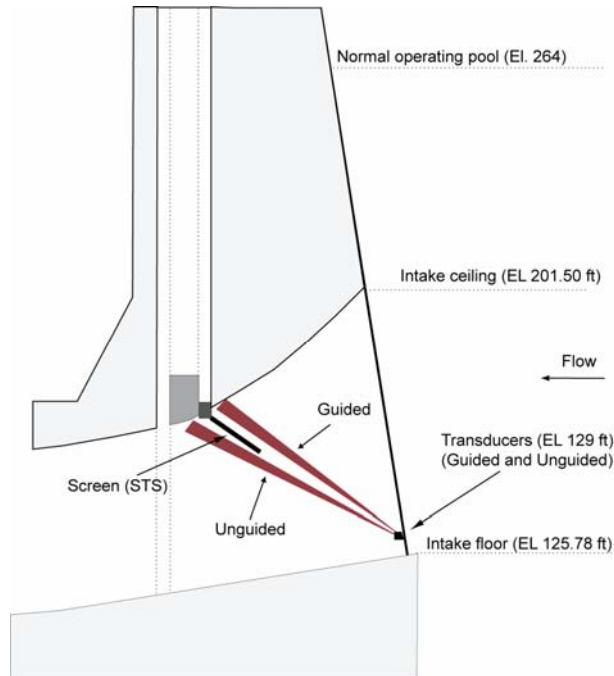 Normal operating pool (El. 264)
Intake ceiling (EL 201.50 ft)
Flow
Guided
Transducers (EL 129 ft)
(Guided and Unguided)
Screen (STS)
Unguided
Intake floor (EL 125.78 ft)